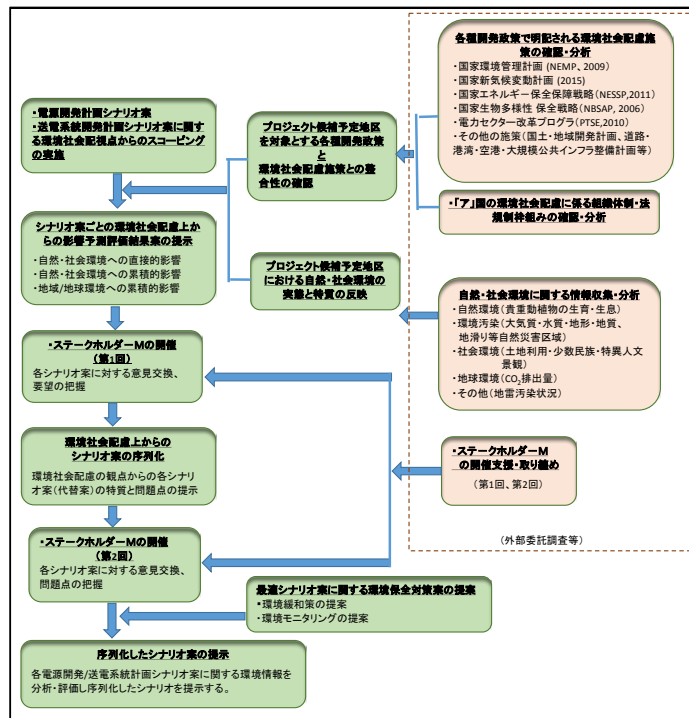 ・電源開発計画シナリオ案
・送電系統開発計画シナリオ案に関する
環境社会配視点からのスコーピング
の実施
シナリオ案ごとの環境社会配慮上か
らの影響予測評価結果案の提示
・自然・社会環境への直接的影響
・自然・社会環境への累積的影響
・地域/地球環境への累積的影響
・ステークホルダーMの開催
（第1回）
各シナリオ案に対する意見交換、
要望の把握
環境社会配慮上からの
シナリオ案の序列化
環境社会配慮の観点からの各シナ
リオ案(代替案)の特質と問題点の提示
・ステークホルダーMの開催
（第2回）
各シナリオ案に対する意見交換、
問題点の把握
序列化したシナリオ案の提示
各電源開発/送電系統計画シナリオ案に関する環境情報を
分析・評価し序列化したシナリオを提示する。
プロジェクト候補予定地区
を対象とする各種開発政策
と
環境社会配慮施策との整
合性の確認
プロジェクト候補予定地区
における自然・社会環境の
実態と特質の反映
最適シナリオ案に関する環境保全対策案の提案
・環境緩和策の提案
・環境モニタリングの提案
各種開発政策で明記される環境社会配慮施
策の確認・分析
・国家環境管理計画 (NEMP、2009)
・国家新気候変動計画 (2015)
・国家エネルギー保全保障戦略(NESSP,2011)
・国家生物多様性 保全戦略(NBSAP, 2006)
・電力セクター改革プログラ(PTSE,2010)
・その他の施策(国土・地域開発計画、道路・
港湾・空港・大規模公共インフラ整備計画等)
・「ア」国の環境社会配慮に係る組織体制・法
規制枠組みの確認・分析
自然・社会環境に関する情報収集・分析
・自然環境(貴重動植物の生育・生息)
・環境汚染(大気質・水質・地形・地質、
地滑り等自然災害区域)
・社会環境(土地利用・少数民族・特異人文
景観)
・地球環境(CO₂排出量)
・その他(地雷汚染状況)
・ステークホルダーM
の開催支援・取り纏め
（第1回、第2回）
（外部委託調査等）